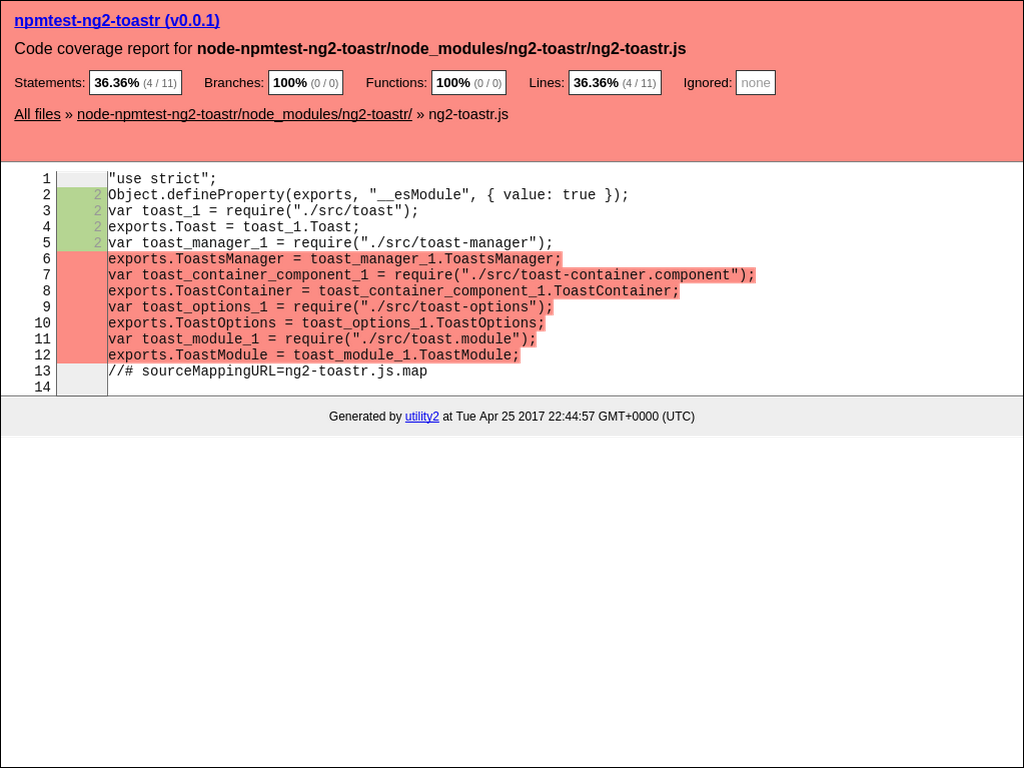 npmtest-ng2-toastr (v0.0.1)
Code coverage report for node-npmtest-ng2-toastr/node_modules/ng2-toastr/ng2-toastr.js
Statements: 36.36% (4 / 11) Branches: 100% (0 / 0) Functions: 100% (0 / 0) Lines: 36.36% (4 / 11) Ignored: none
All files » node-npmtest-ng2-toastr/node_modules/ng2-toastr/ » ng2-toastr.js
1 "use strict";
2 2 Object.defineProperty(exports, "__esModule", { value: true });
3 2 var toast_1 = require("./src/toast");
4 2 exports.Toast = toast_1.Toast;
5 2 var toast_manager_1 = require("./src/toast-manager");
6 exports.ToastsManager = toast_manager_1.ToastsManager;
7 var toast_container_component_1 = require("./src/toast-container.component");
8 exports.ToastContainer = toast_container_component_1.ToastContainer;
9 var toast_options_1 = require("./src/toast-options");
10 exports.ToastOptions = toast_options_1.ToastOptions;
11 var toast_module_1 = require("./src/toast.module");
12 exports.ToastModule = toast_module_1.ToastModule;
13 //# sourceMappingURL=ng2-toastr.js.map
14
Generated by utility2 at Tue Apr 25 2017 22:44:57 GMT+0000 (UTC)